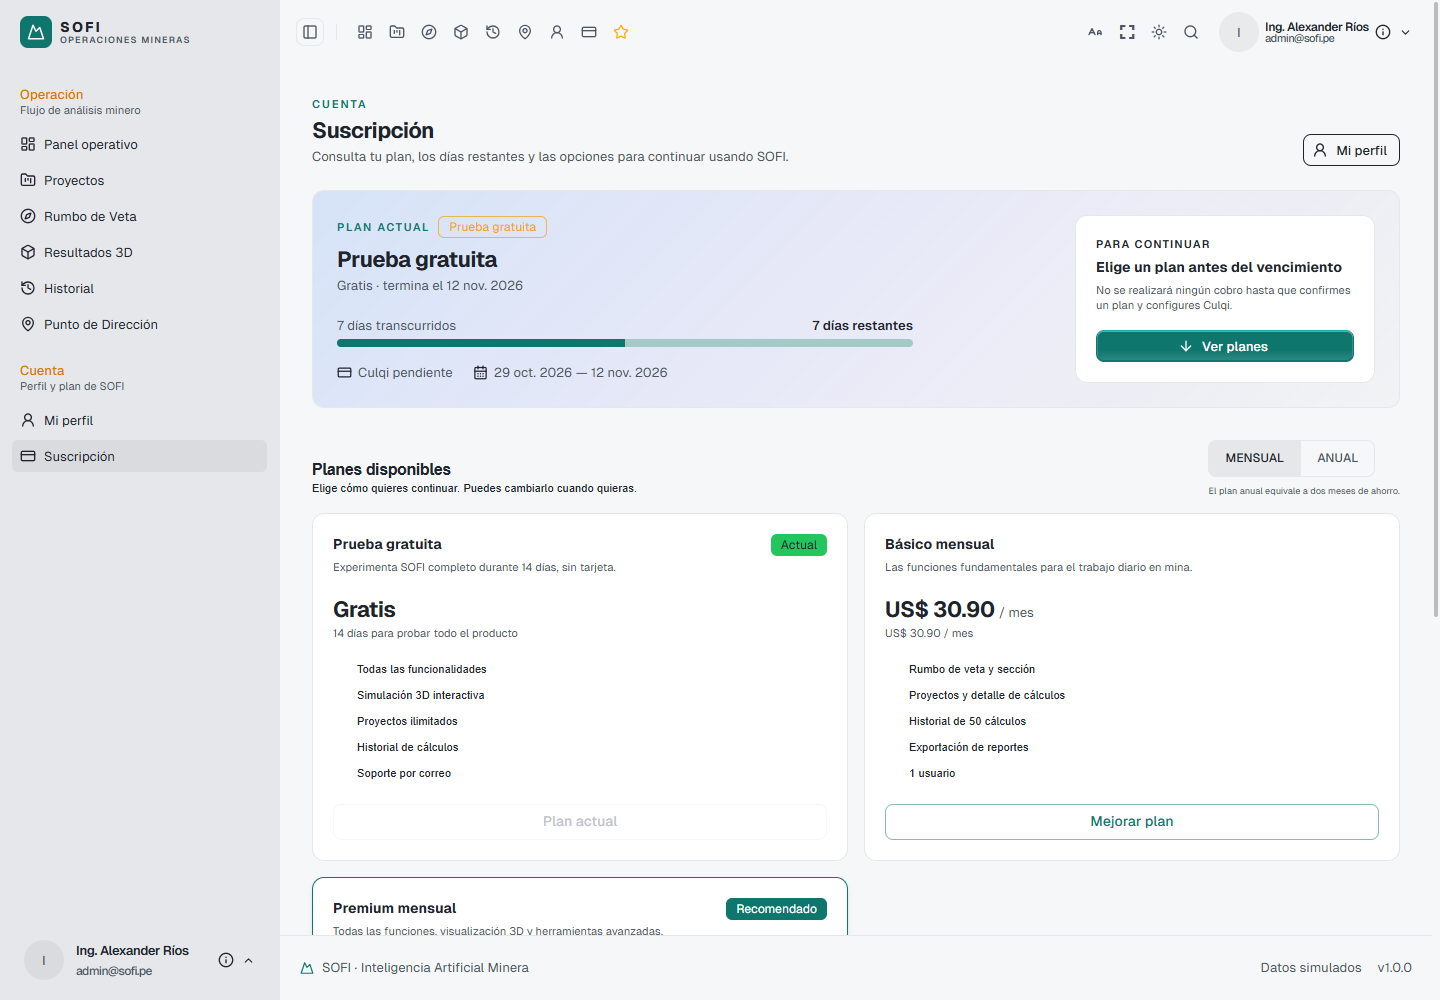 SOFI
OPERACIONES MINERAS
Operación
Flujo de análisis minero
Panel operativo
Proyectos
Rumbo de Veta
Resultados 3D
Historial
Punto de Dirección
Cuenta
Perfil y plan de SOFI
Mi perfil
Suscripción
I
Ing. Alexander Ríos
admin@sofi.pe
I
Ing. Alexander Ríos
admin@sofi.pe
CUENTA
Suscripción
Consulta tu plan, los días restantes y las opciones para continuar usando SOFI.
Mi perfil
PLAN ACTUAL
Prueba gratuita
Prueba gratuita
Gratis · termina el 12 nov. 2026
7 días transcurridos
7 días restantes
Culqi pendiente
29 oct. 2026 — 12 nov. 2026
PARA CONTINUAR
Elige un plan antes del vencimiento
No se realizará ningún cobro hasta que confirmes
un plan y configures Culqi.
Ver planes
Planes disponibles
Elige cómo quieres continuar. Puedes cambiarlo cuando quieras.
MENSUAL
ANUAL
El plan anual equivale a dos meses de ahorro.
Prueba gratuita
Actual
Experimenta SOFI completo durante 14 días, sin tarjeta.
Gratis
14 días para probar todo el producto
Todas las funcionalidades
Simulación 3D interactiva
Proyectos ilimitados
Historial de cálculos
Soporte por correo
Plan actual
Básico mensual
Las funciones fundamentales para el trabajo diario en mina.
US$ 30.90 / mes
US$ 30.90 / mes
Rumbo de veta y sección
Proyectos y detalle de cálculos
Historial de 50 cálculos
Exportación de reportes
1 usuario
Mejorar plan
Premium mensual
Recomendado
Todas las funciones, visualización 3D y herramientas avanzadas.
SOFI · Inteligencia Artificial Minera
Datos simulados
v1.0.0